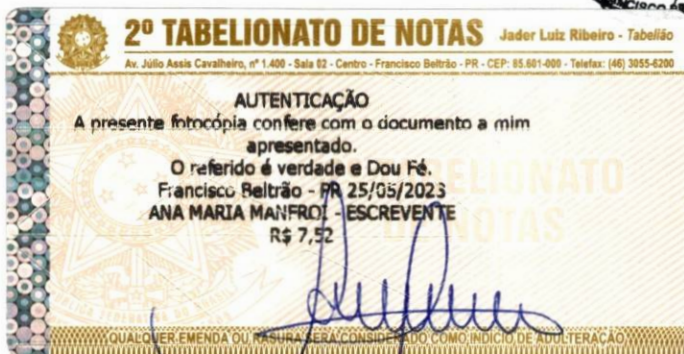 2º TABELIONATO DE NOTAS Jader Luiz Ribeiro - Tabelião
Av. Júlio Assis Cavalheiro, nº 1.400 - Sala 02 - Centro - Francisco Beltrão - PR - CEP: 85.601-000 - Telefax: (46) 3055-6200
AUTENTICAÇÃO
A presente fotocópia confere com o documento a mim
apresentado.
O referido é verdade e Dou Fé.
Francisco Beltrão - PR 25/05/2023
ANA MARIA MANFROI - ESCREVENTE
R$ 7,52
TABELIONATO
DE NOTAS
QUALQUER EMENDA OU RASURA SERÁ CONSIDERADO COMO INDÍCIO DE ADULTERAÇÃO